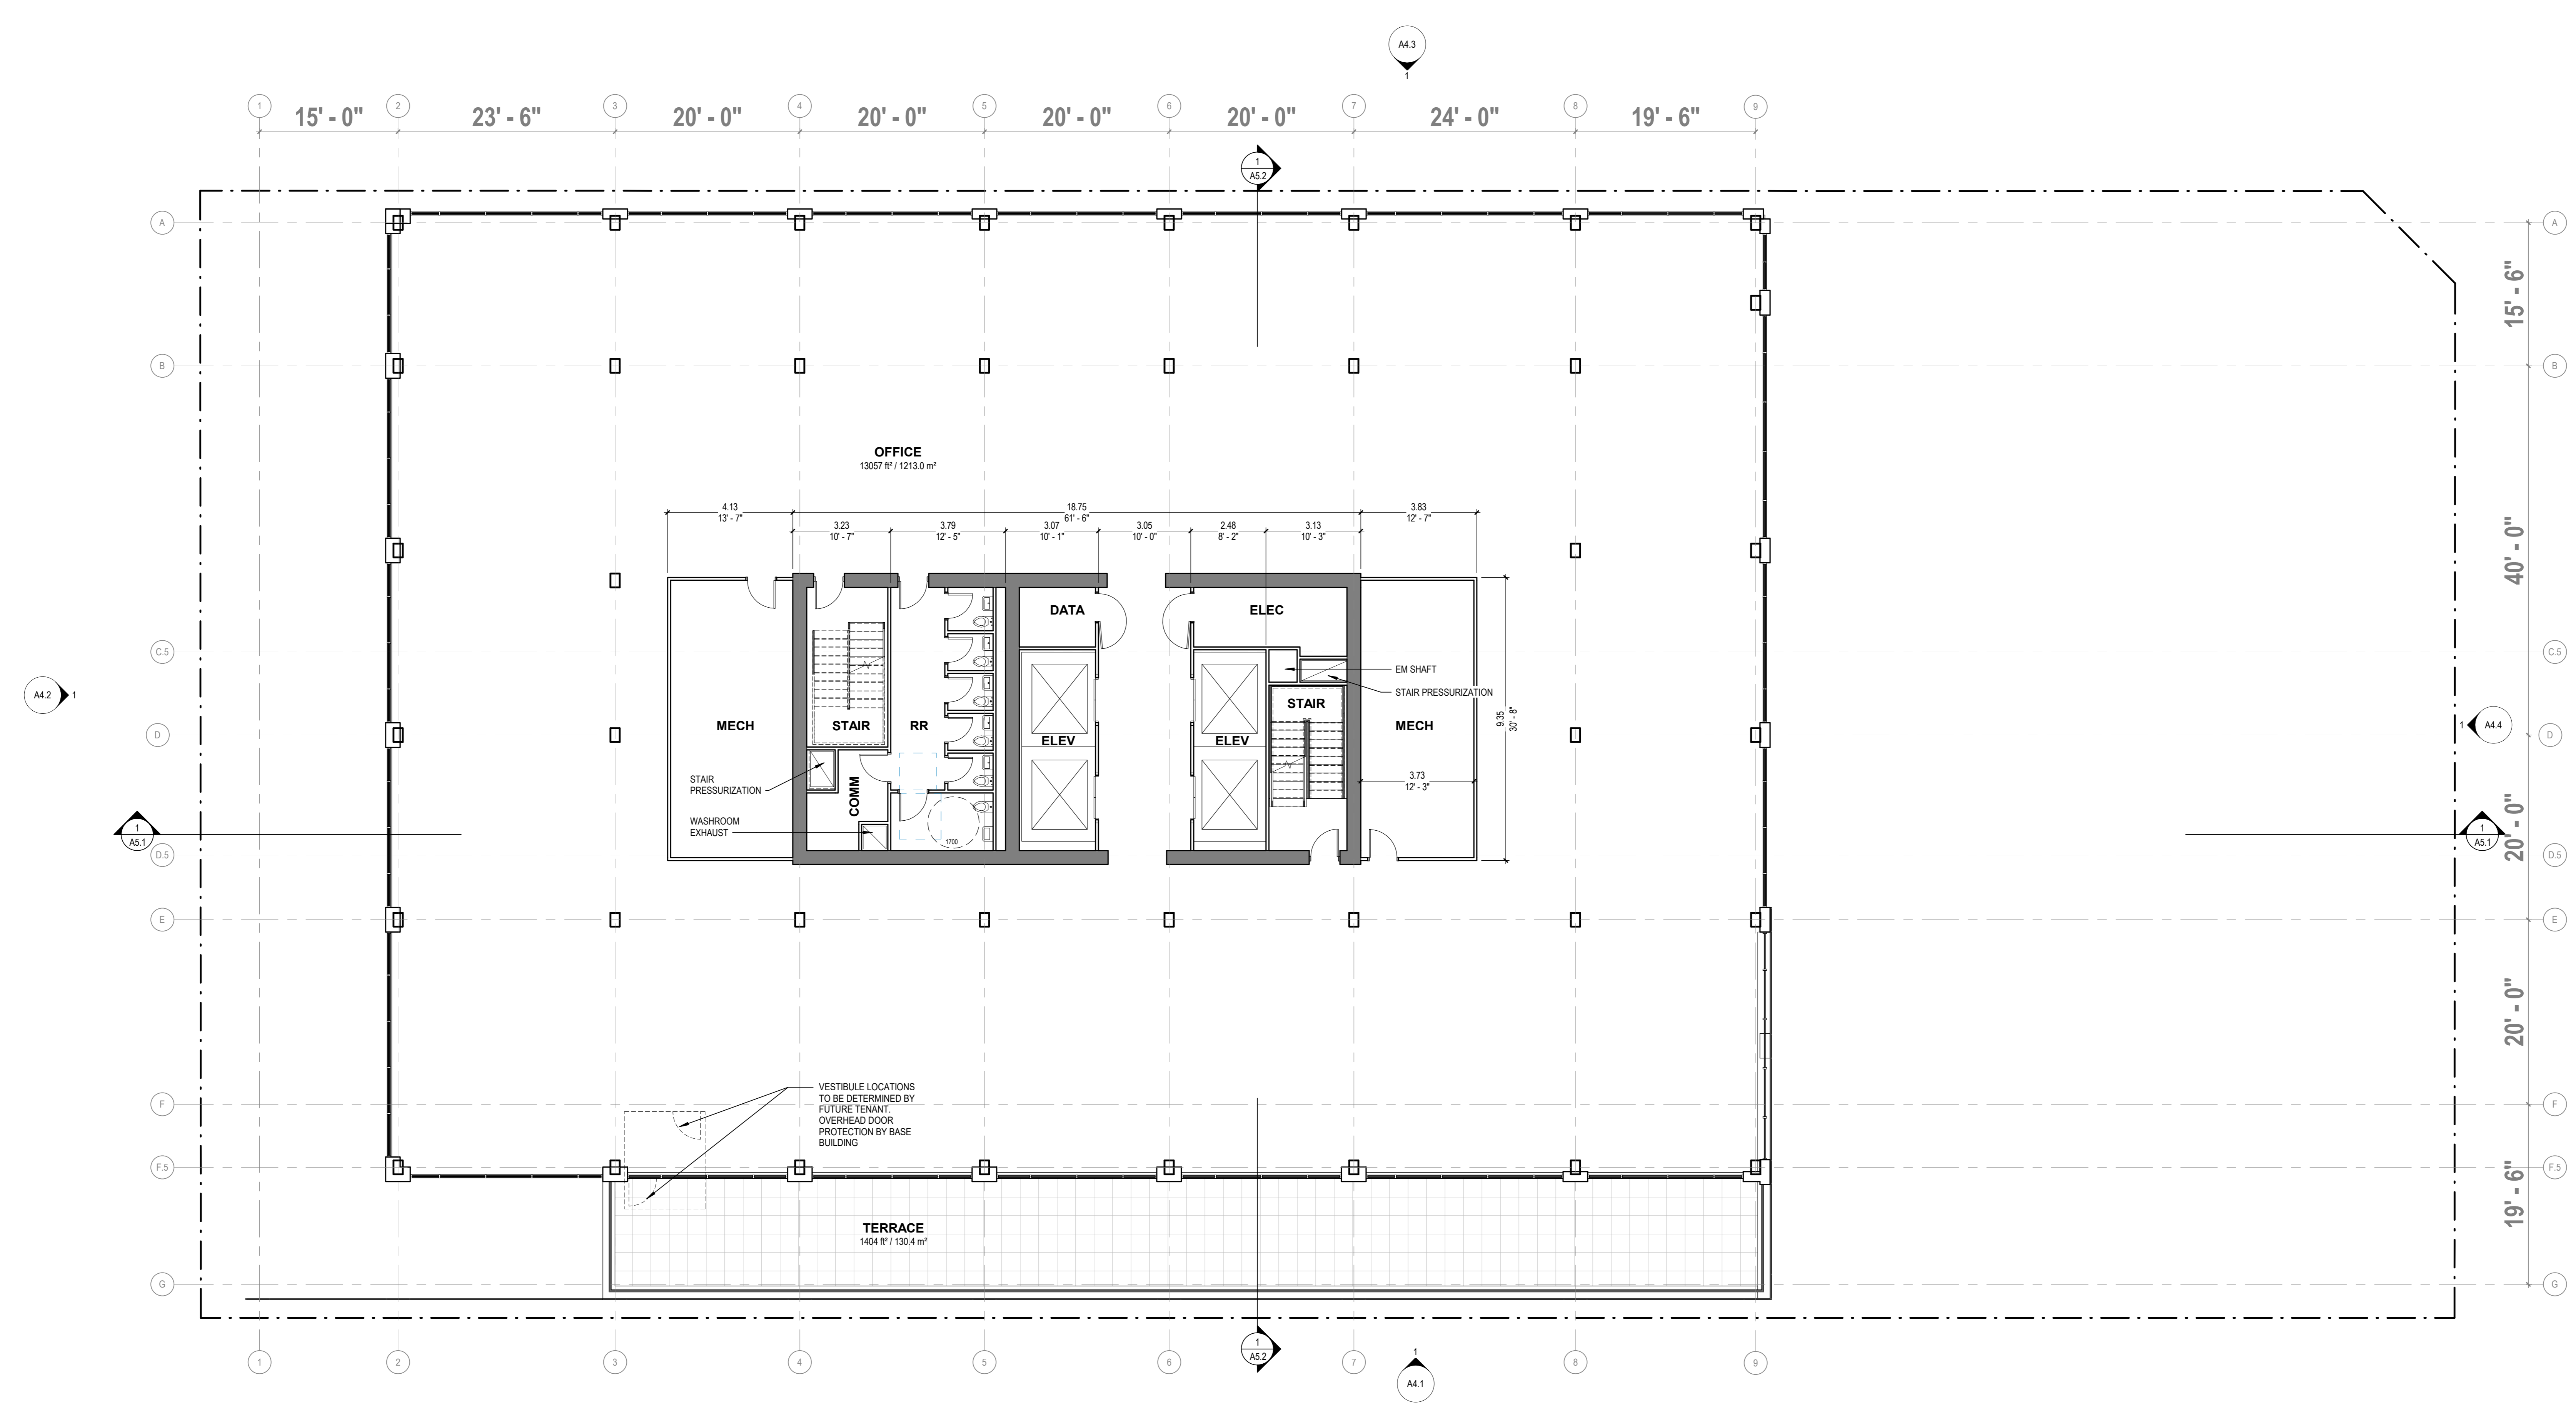 A4.3
1
1
2
3
4
5
6
7
8
9
15' - 0"
23' - 6"
20' - 0"
20' - 0"
20' - 0"
20' - 0"
24' - 0"
19' - 6"
1
A5.2
A
A
15' - 6"
B
B
OFFICE
13057 ft² / 1213.0 m²
4.13
13' - 7"
18.75
61' - 6"
3.83
12' - 7"
3.23
10' - 7"
3.79
12' - 5"
3.07
10' - 1"
3.05
10' - 0"
2.48
8' - 2"
3.13
10' - 3"
40' - 0"
DATA
ELEC
C.5
C.5
EM SHAFT
STAIR PRESSURIZATION
A4.2
1
MECH
STAIR
RR
ELEV
ELEV
STAIR
MECH
9.35
30' - 8"
1
A4.4
D
D
STAIR
PRESSURIZATION
COMM
3.73
12' - 3"
WASHROOM
EXHAUST
1700
1
A5.1
1
A5.1
20' - 0"
D.5
D.5
E
E
20' - 0"
VESTIBULE LOCATIONS
TO BE DETERMINED BY
FUTURE TENANT.
OVERHEAD DOOR
PROTECTION BY BASE
BUILDING
F
F
F.5
F.5
19' - 6"
TERRACE
1404 ft² / 130.4 m²
G
G
1
A5.2
1
2
3
4
5
6
7
8
9
1
A4.1